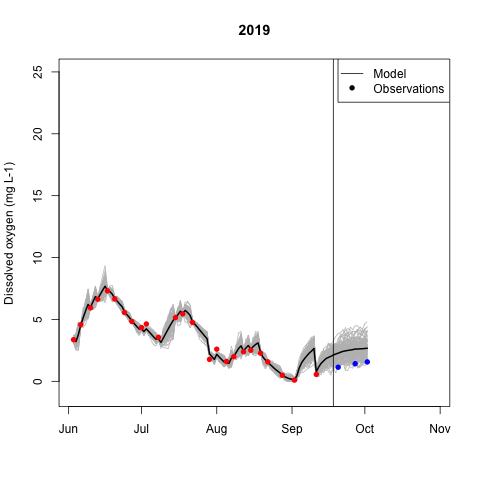 2019
Model
Observations
Dissolved oxygen (mg L-1)
25
20
15
10
5
0
Jun Jul Aug Sep Oct Nov